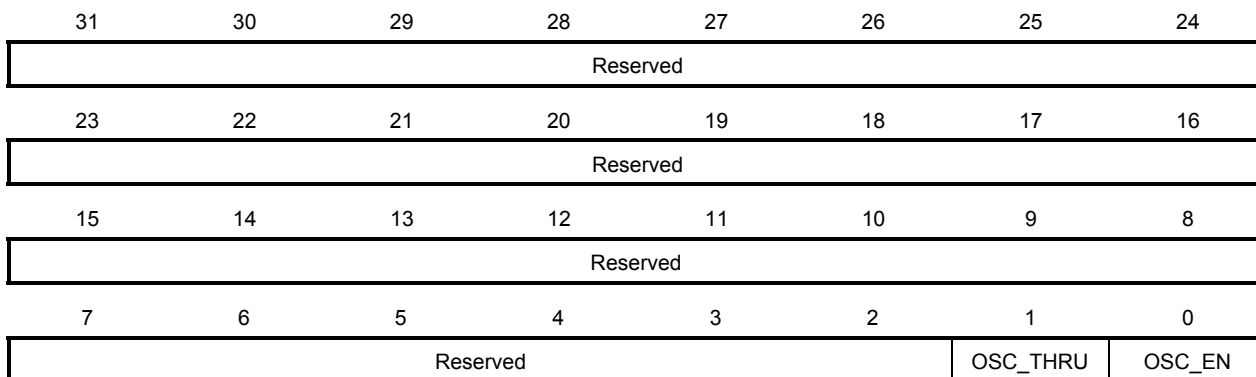 31 30 29 28 27 26 25 24
Reserved
23 22 21 20 19 18 17 16
Reserved
15 14 13 12 11 10 9 8
Reserved
7 6 5 4 3 2 1 0
Reserved OSC_THRU OSC_EN